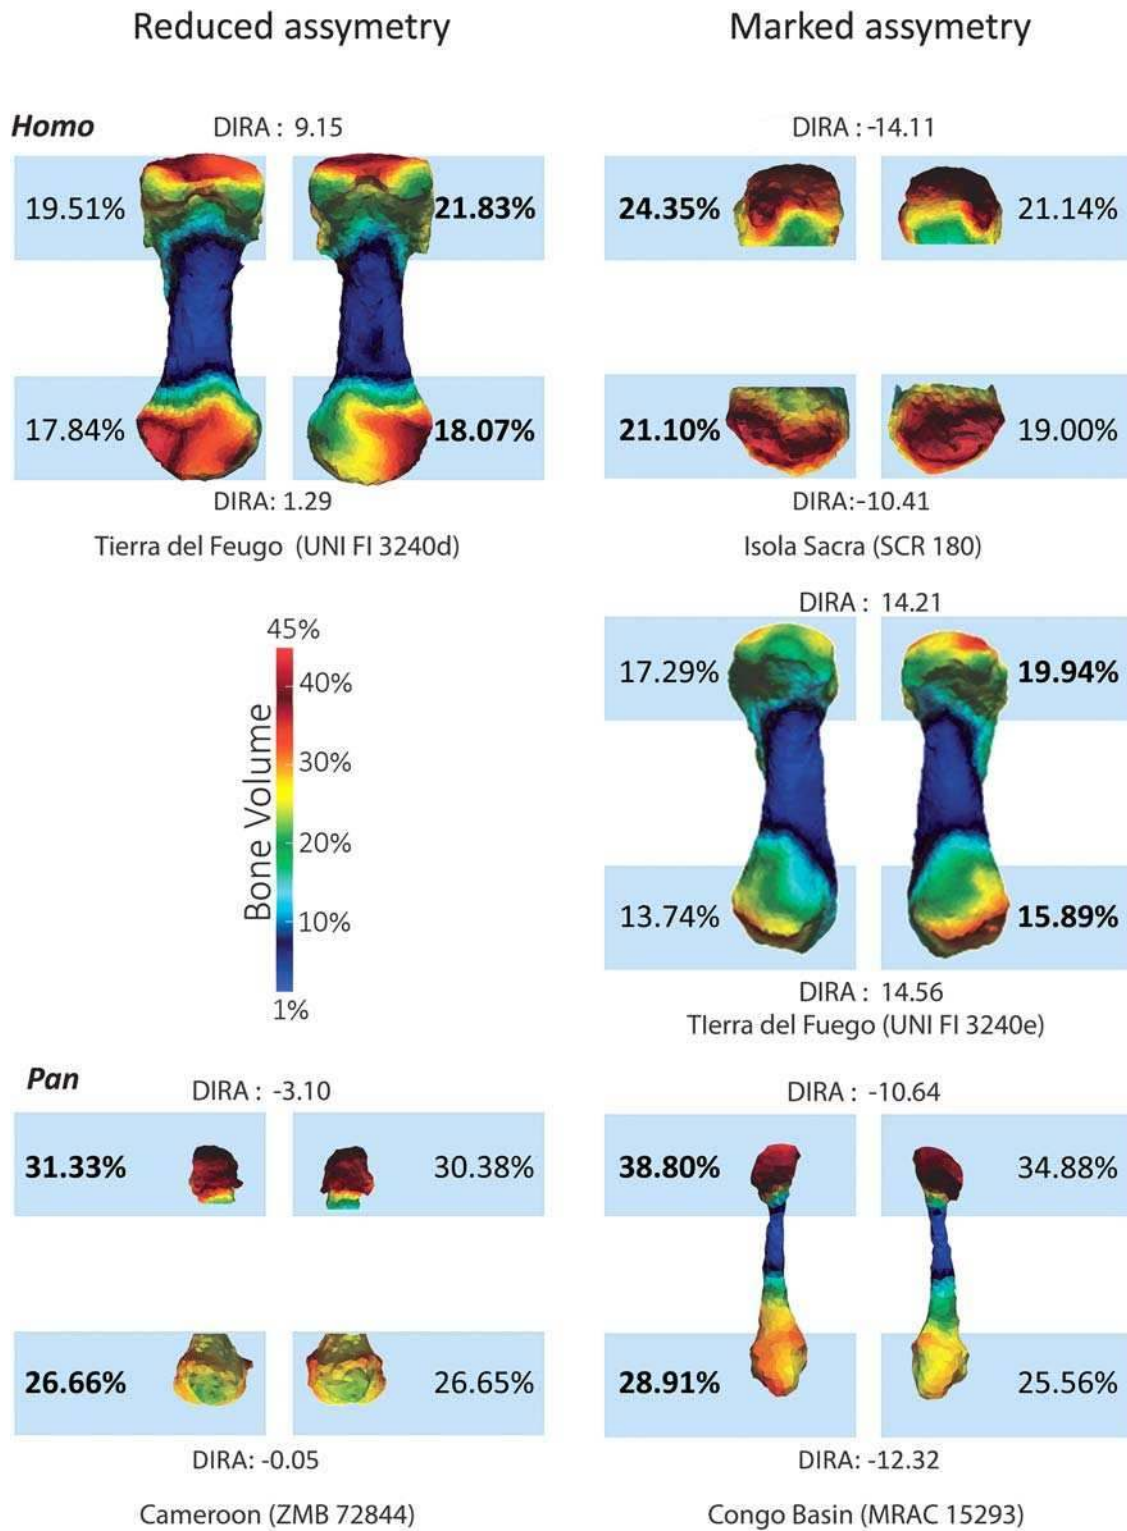 Reduced assymetry
Marked assymetry
Homo
DIRA : 9.15
19.51%
21.83%
17.84%
18.07%
DIRA: 1.29
Tierra del Feugo (UNI FI 3240d)
DIRA : -14.11
24.35%
21.14%
21.10%
19.00%
DIRA:-10.41
Isola Sacra (SCR 180)
45%
40%
30%
20%
10%
1%
Bone Volume
DIRA : 14.21
17.29%
19.94%
13.74%
15.89%
DIRA : 14.56
TIerra del Fuego (UNI FI 3240e)
Pan
DIRA : -3.10
31.33%
30.38%
26.66%
26.65%
DIRA: -0.05
Cameroon (ZMB 72844)
DIRA : -10.64
38.80%
34.88%
28.91%
25.56%
DIRA: -12.32
Congo Basin (MRAC 15293)